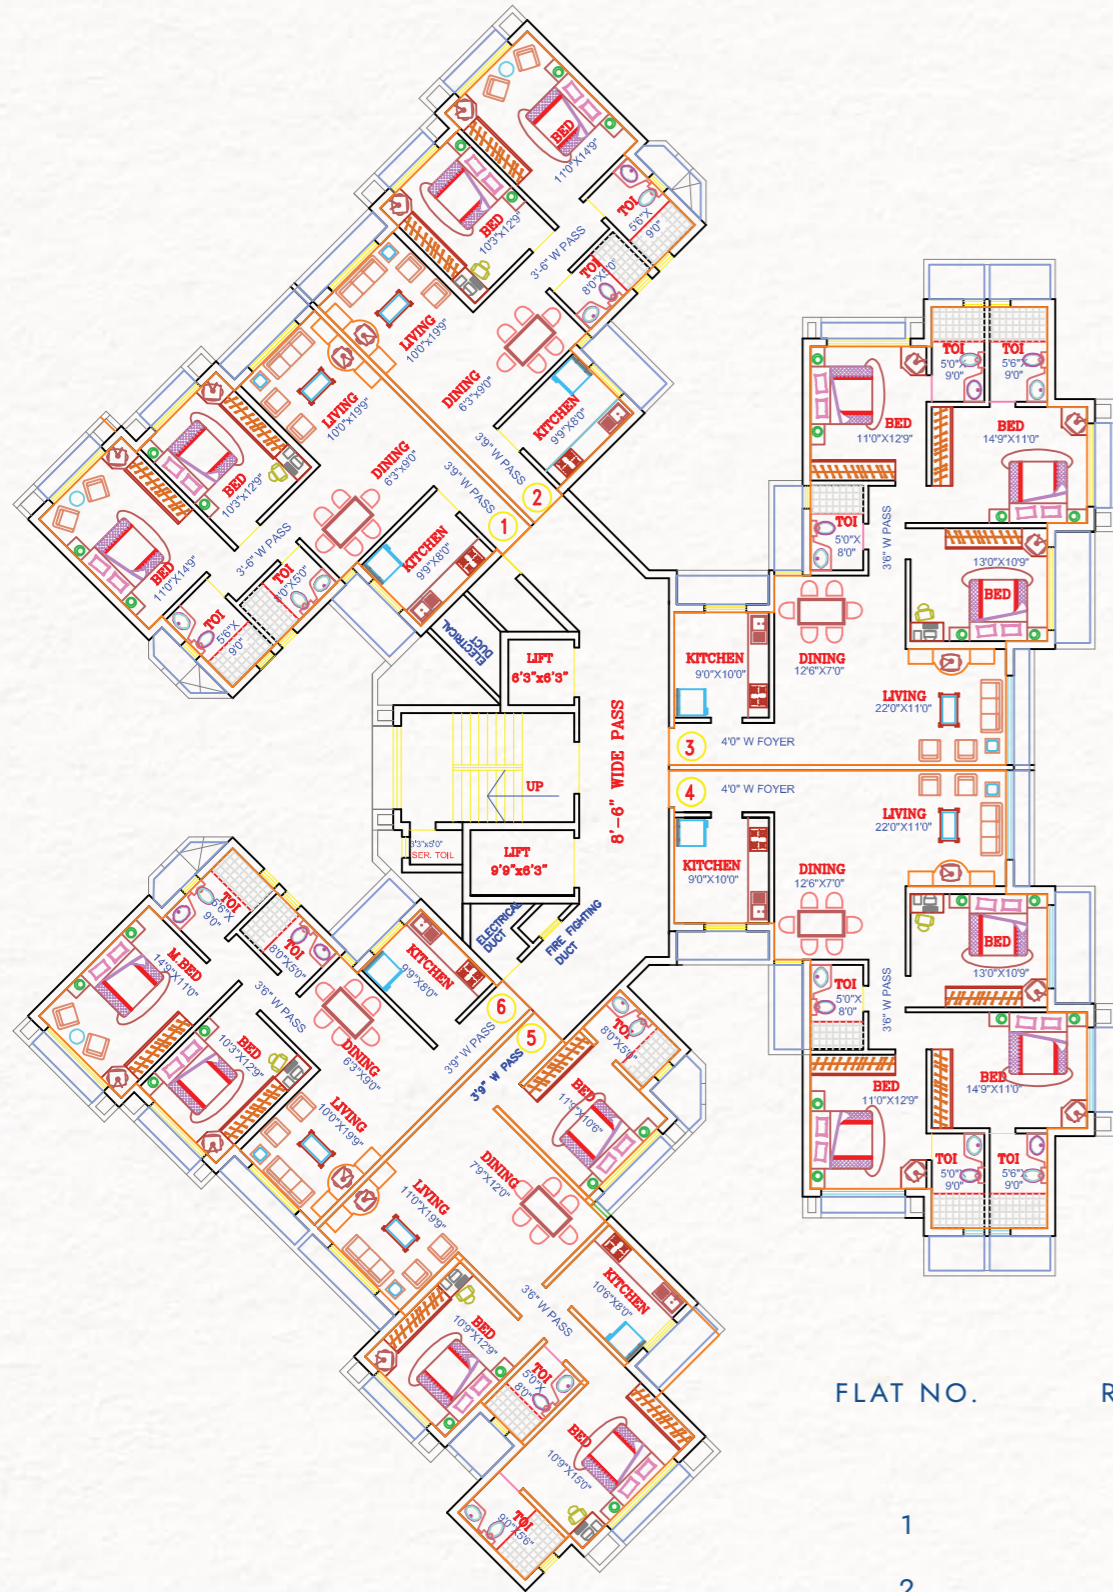 BED
11'0"X14'9"
BED
10'3"x12'9"
TOI
5'6"X
9'0"
TOI
8'0"X5'0"
3'-6" W PASS
LIVING
10'0"x19'9"
DINING
6'3"x9'0"
KITCHEN
9'9"X8'0"
3'9" W PASS
2
LIVING
10'0"x19'9"
DINING
6'3"x9'0"
3'9" W PASS
1
KITCHEN
9'9"X8'0"
BED
10'3"x12'9"
BED
11'0"X14'9"
3'-6" W PASS
TOI
8'0"X5'0"
TOI
5'6"X
9'0"
ELECTRICAL
DUCT
LIFT
6'3"x6'3"
UP
8'-6" WIDE PASS
3'3"x5'0"
SER. TOIL
LIFT
9'9"x6'3"
ELECTRICAL
DUCT
FIRE FIGHTING
DUCT
TOI
5'0"X
9'0"
TOI
5'6"X
9'0"
BED
11'0"X12'9"
BED
14'9"X11'0"
TOI
5'0"X
8'0"
3'6" W PASS
13'0"X10'9"
BED
KITCHEN
9'0"X10'0"
DINING
12'6"X7'0"
LIVING
22'0"X11'0"
3
4'0" W FOYER
4
4'0" W FOYER
LIVING
22'0"X11'0"
KITCHEN
9'0"X10'0"
DINING
12'6"X7'0"
BED
13'0"X10'9"
TOI
5'0"X
8'0"
3'6" W PASS
BED
11'0"X12'9"
BED
14'9"X11'0"
TOI
5'0"X
9'0"
TOI
5'6"X
9'0"
9'0"
TOI
8'0"X5'0"
M.BED
14'9"X11'0"
3'6" W PASS
BED
10'3"X12'9"
DINING
6'3"X9'0"
KITCHEN
9'9"X8'0"
6
3'9" W PASS
LIVING
10'0"X19'9"
5
3'9" W PASS
TOI
BED
11'9"X10'6"
DINING
7'9"X12'0"
LIVING
11'0"X19'9"
KITCHEN
10'6"X8'0"
3'6" W PASS
BED
10'9"X12'9"
TOI
5'0"X
8'0"
BED
10'9"X15'0"
TOI
9'0"X5'6"
FLAT NO.
R
1
2